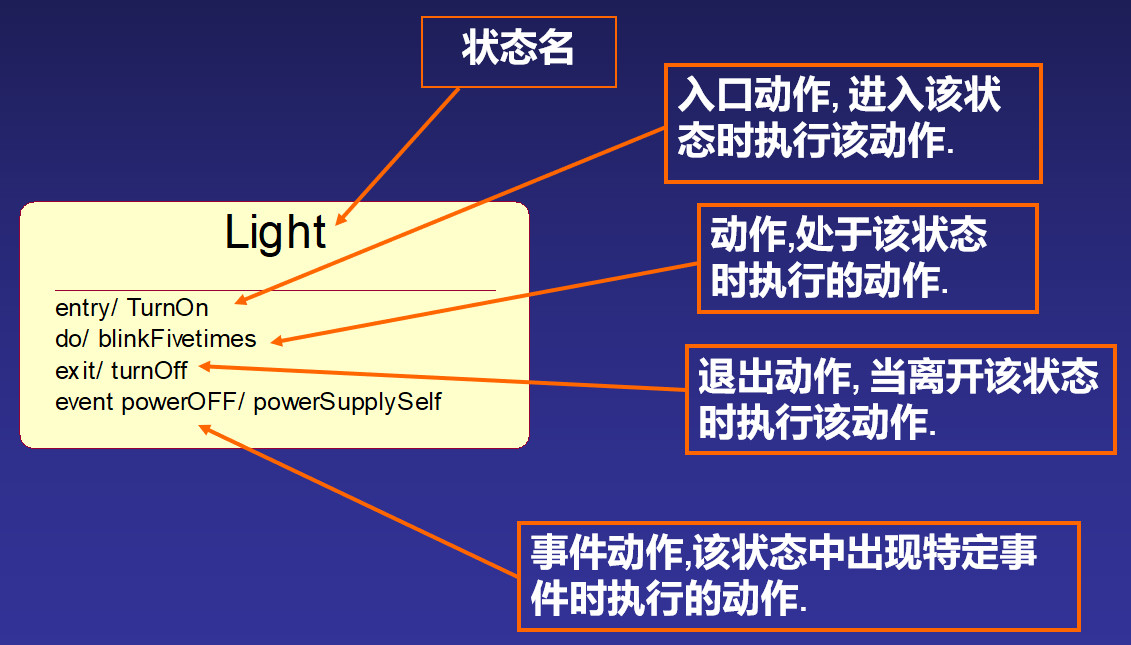 状态名
入口动作, 进入该状
态时执行该动作.
动作,处于该状态
时执行的动作.
Light
entry/ TurnOn
do/ blinkFivetimes
exit/ turnOff
event powerOFF/ powerSupplySelf
退出动作, 当离开该状态
时执行该动作.
事件动作,该状态中出现特定事
件时执行的动作.